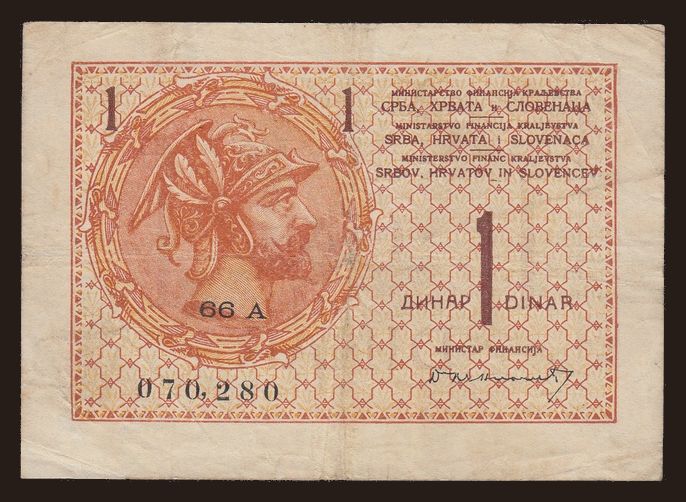 1
1
МИНИСТАРСТВО ФИНАНСИЈА КРАЉЕВСТВА
СРБА, ХРВАТА и СЛОВЕНАЦА
MINISTARSTVO FINANCIJA KRALJEVSTVA
SRBA, HRVATA i SLOVENACA
MINISTERSTVO FINANC KRALJEVSTVA
SRBOV, HRVATOV IN SLOVENCEV
ДИНАР 1 DINAR
66 A
МИНИСТАР ФИНАНСИЈА
070,280